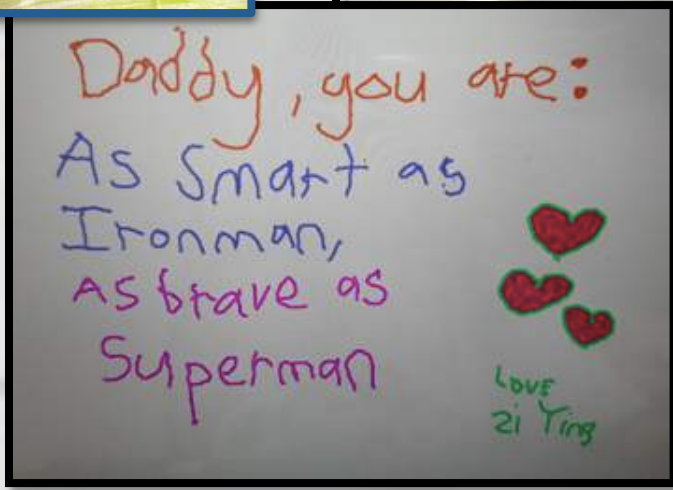 Daddy, you are:
As Smart as
Ironman,
As brave as
Superman
LOVE
Zi Ying